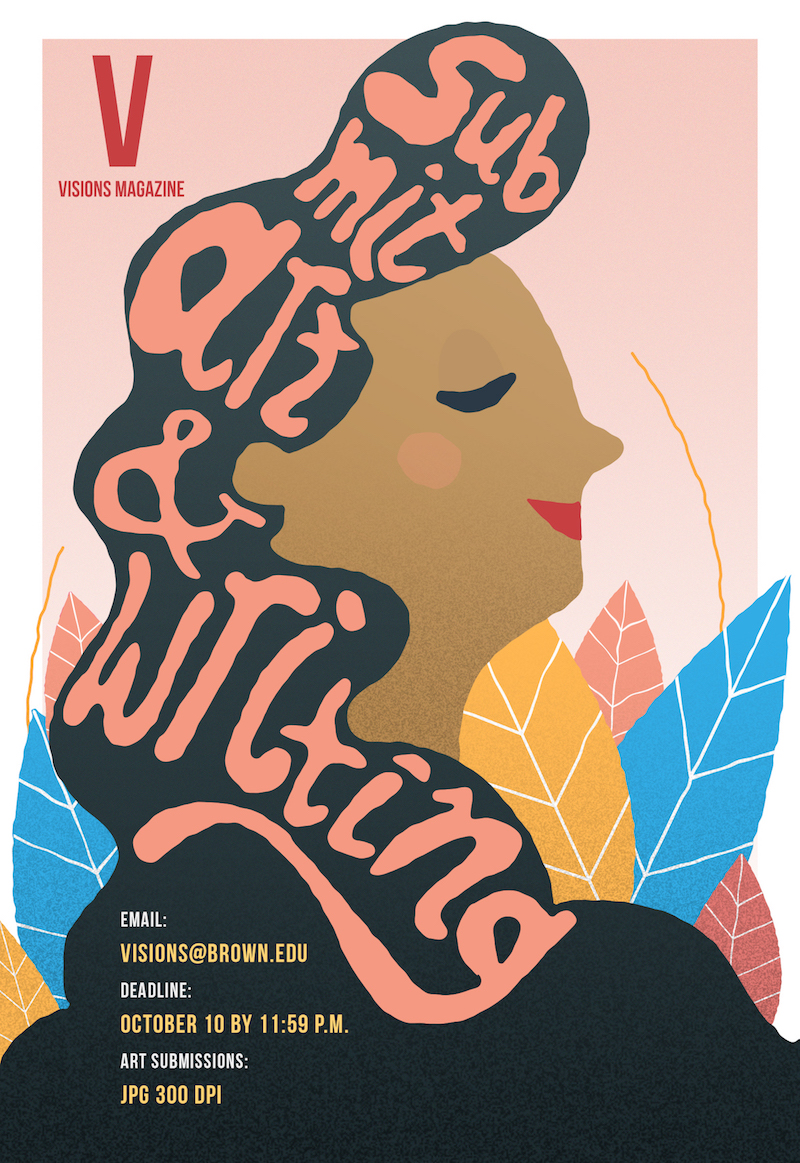 V
VISIONS MAGAZINE
Sub
mit
art
&
writing
EMAIL:
VISIONS@BROWN.EDU
DEADLINE:
OCTOBER 10 BY 11:59 P.M.
ART SUBMISSIONS:
JPG 300 DPI